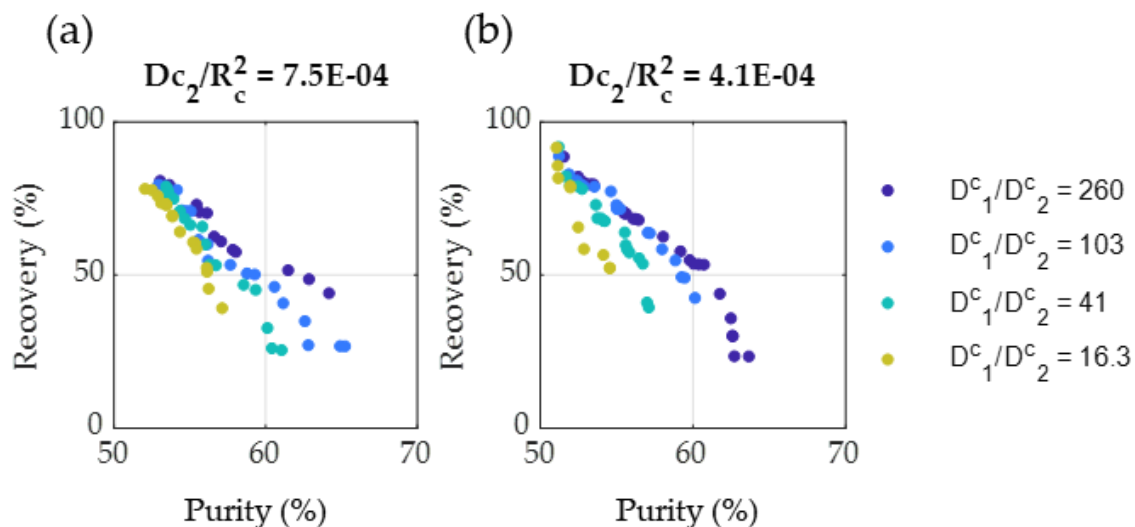 (a)
Dc₂/R²c = 7.5E-04
100
50
0
50
60
70
Recovery (%)
Purity (%)
(b)
Dc₂/R²c = 4.1E-04
100
50
0
50
60
70
Recovery (%)
Purity (%)
Dᶜ₁/Dᶜ₂ = 260
Dᶜ₁/Dᶜ₂ = 103
Dᶜ₁/Dᶜ₂ = 41
Dᶜ₁/Dᶜ₂ = 16.3